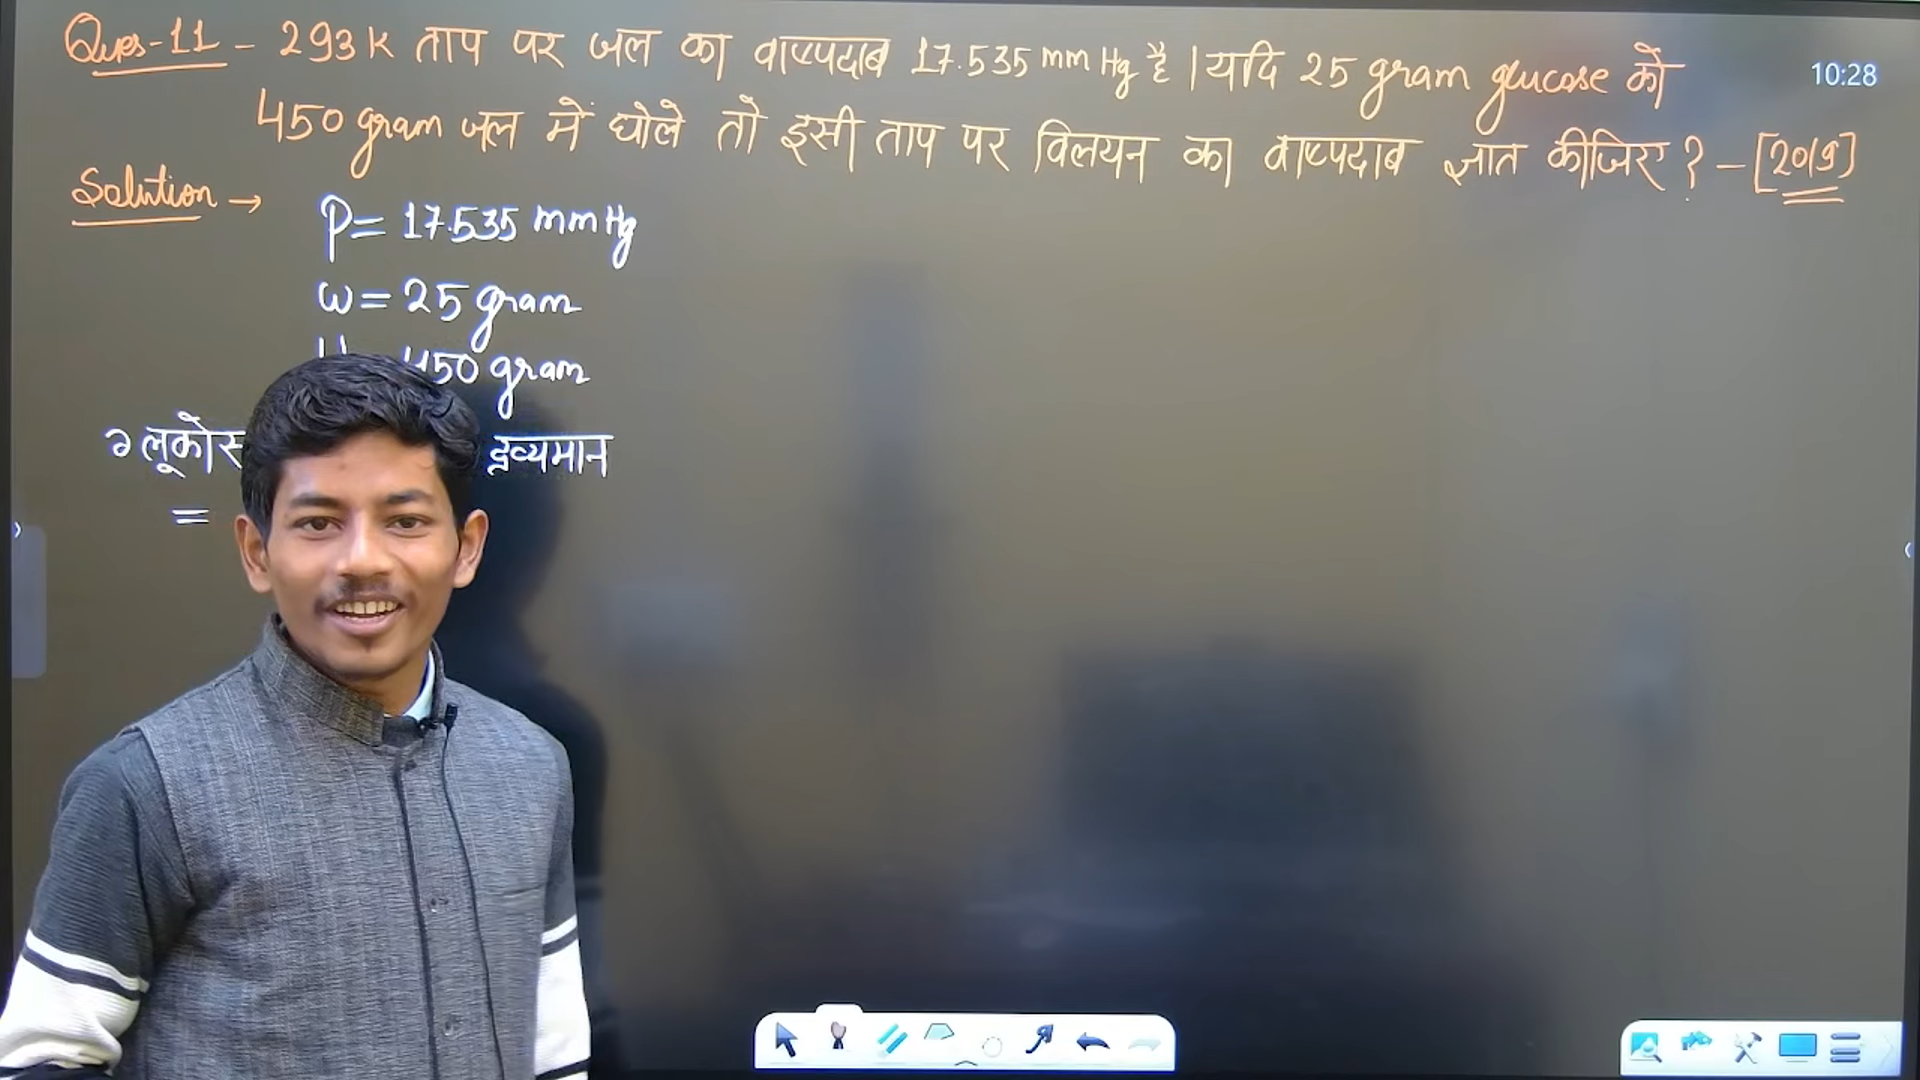 Ques-11 - 293K ताप पर जल का वाष्पदाब 17.535 mm Hg है। यदि 25 gram glucose को
10:28
450 gram जल में घोले तो इसी ताप पर विलयन का वाष्पदाब ज्ञात कीजिए? - [2019]
Solution →
P = 17.535 mm Hg
w = 25 gram
450 gram
ग्लूकोस द्रव्यमान
=